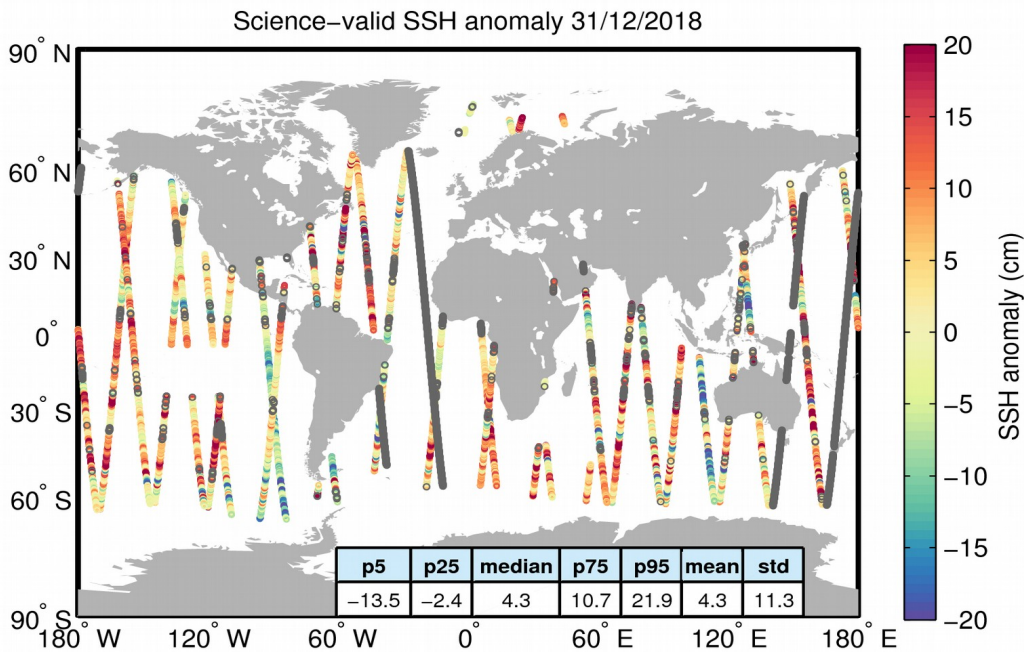 Science−valid SSH anomaly 31/12/2018
90° N
60° N
30° N
0°
30° S
60° S
90° S
180° W
120° W
60° W
0°
60° E
120° E
180° E
p5 p25 median p75 p95 mean std
−13.5 −2.4 4.3 10.7 21.9 4.3 11.3
20
15
10
5
0
−5
−10
−15
−20
SSH anomaly (cm)